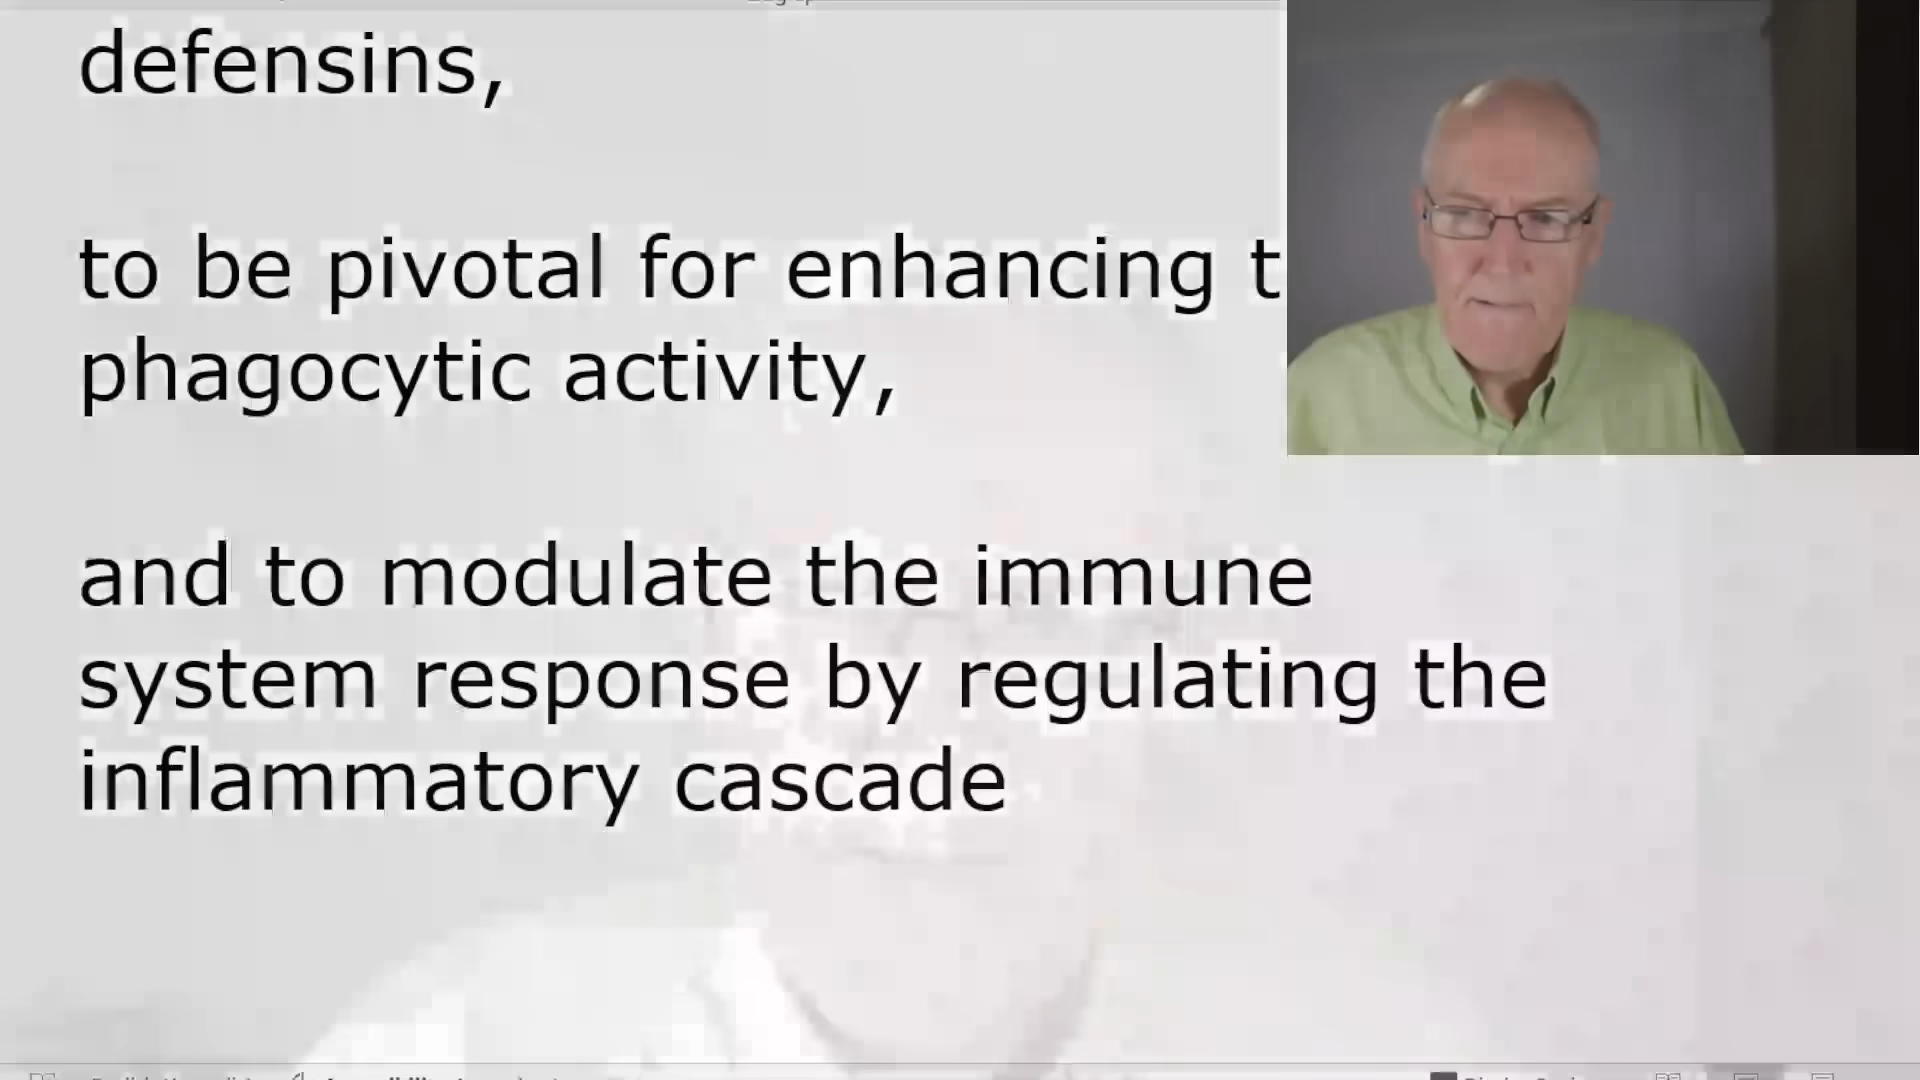 defensins,
to be pivotal for enhancing t
phagocytic activity,
and to modulate the immune
system response by regulating the
inflammatory cascade